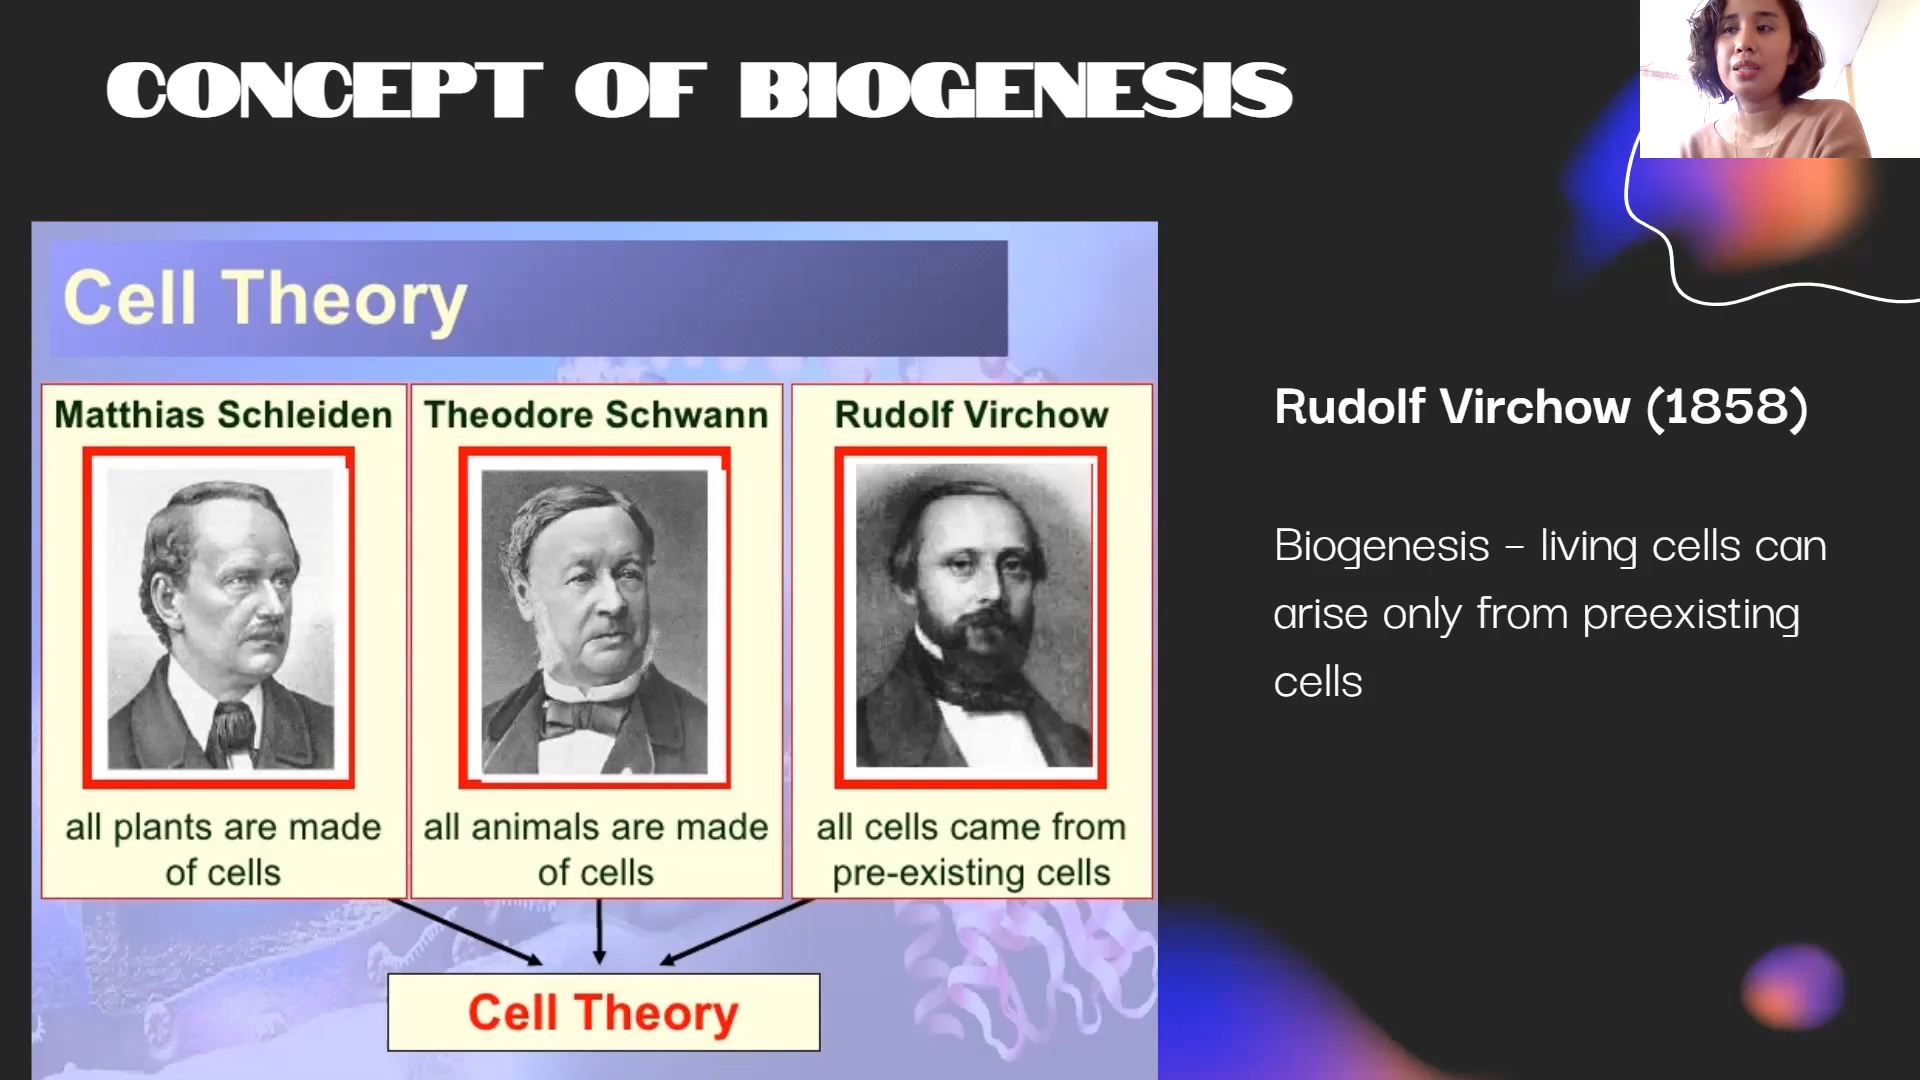 CONCEPT OF BIOGENESIS
Cell Theory
Matthias Schleiden
all plants are made
of cells
Theodore Schwann
all animals are made
of cells
Rudolf Virchow
all cells came from
pre-existing cells
Cell Theory
Rudolf Virchow (1858)
Biogenesis – living cells can
arise only from preexisting
cells